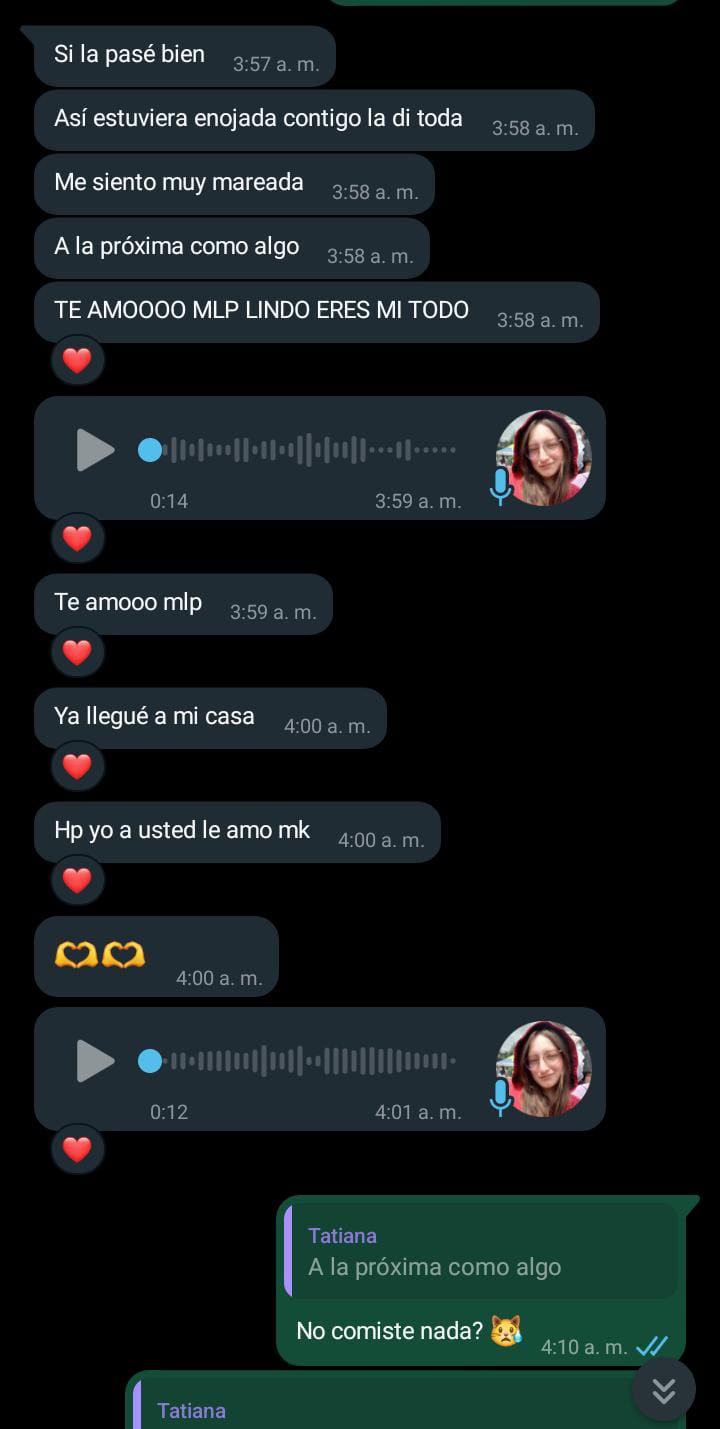 Si la pasé bien 3:57 a. m.
Así estuviera enojada contigo la di toda 3:58 a. m.
Me siento muy mareada 3:58 a. m.
A la próxima como algo 3:58 a. m.
TE AMOOOO MLP LINDO ERES MI TODO 3:58 a. m.
❤️
0:14 3:59 a. m.
❤️
Te amooo mlp 3:59 a. m.
❤️
Ya llegué a mi casa 4:00 a. m.
❤️
Hp yo a usted le amo mk 4:00 a. m.
❤️
🫶🫶 4:00 a. m.
0:12 4:01 a. m.
❤️
Tatiana
A la próxima como algo
No comiste nada? 😿 4:10 a. m.
Tatiana